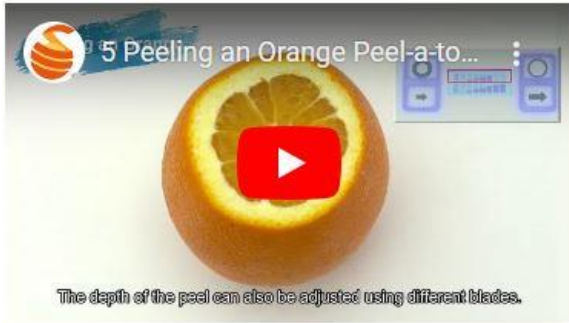 5 Peeling an Orange Peel-a-to...
The depth of the peel can also be adjusted using different blades.